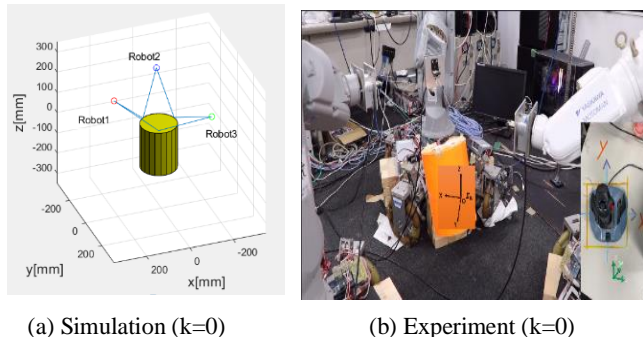 300
200
100
0
-100
-200
-300
z[mm]
Robot2
Robot1
Robot3
-200
0
200
y[mm]
200
0
-200
x[mm]
YASKAWA
X
Y
(a) Simulation (k=0)
(b) Experiment (k=0)